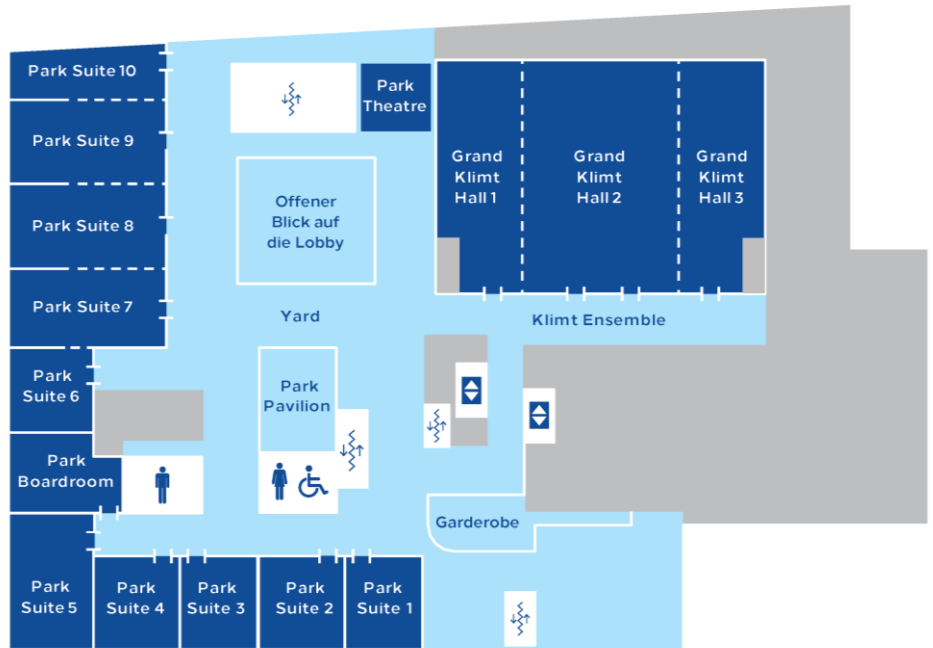 Park Suite 10
Park
Theatre
Park Suite 9
Grand
Klimt
Hall 1
Grand
Klimt
Hall 2
Grand
Klimt
Hall 3
Park Suite 8
Offener
Blick auf
die Lobby
Park Suite 7
Yard
Klimt Ensemble
Park
Suite 6
Park
Pavilion
Park
Boardroom
Garderobe
Park
Suite 5
Park
Suite 4
Park
Suite 3
Park
Suite 2
Park
Suite 1